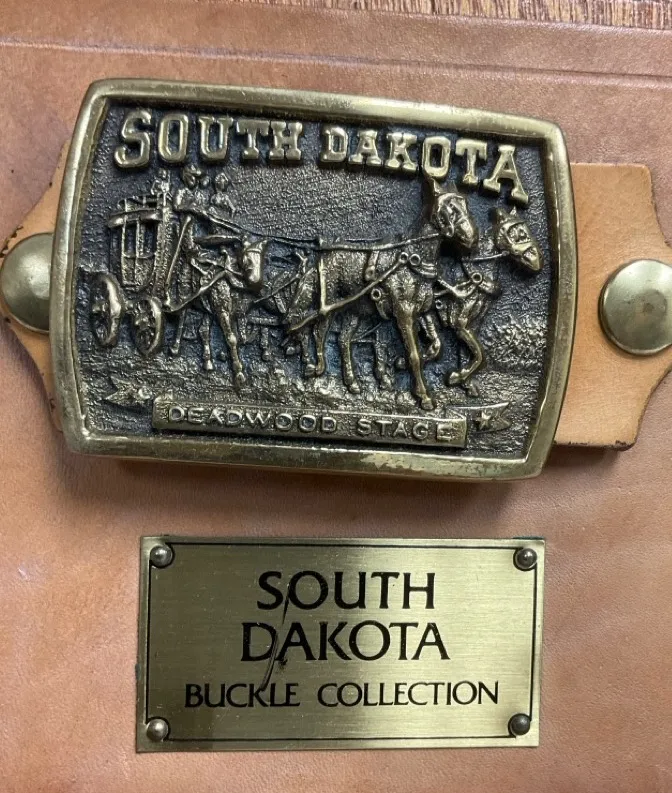 SOUTH DAKOTA
DEADWOOD STAGE
SOUTH
DAKOTA
BUCKLE COLLECTION